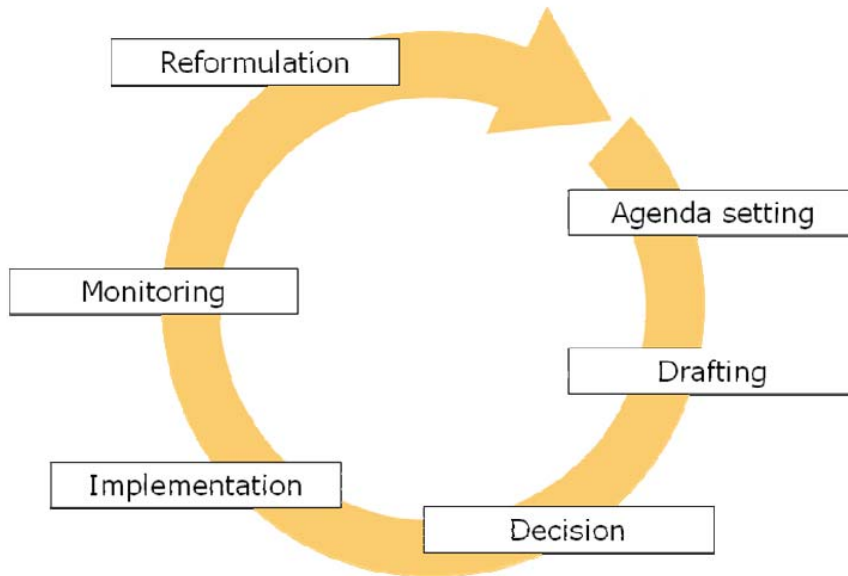 Reformulation
Agenda setting
Monitoring
Drafting
Implementation
Decision